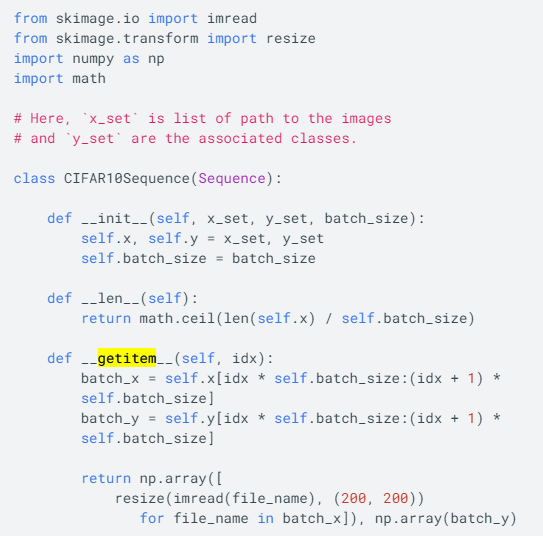 from skimage.io import imread
from skimage.transform import resize
import numpy as np
import math

# Here, `x_set` is list of path to the images
# and `y_set` are the associated classes.

class CIFAR10Sequence(Sequence):

    def __init__(self, x_set, y_set, batch_size):
        self.x, self.y = x_set, y_set
        self.batch_size = batch_size

    def __len__(self):
        return math.ceil(len(self.x) / self.batch_size)

    def __getitem__(self, idx):
        batch_x = self.x[idx * self.batch_size:(idx + 1) *
        self.batch_size]
        batch_y = self.y[idx * self.batch_size:(idx + 1) *
        self.batch_size]

        return np.array([
            resize(imread(file_name), (200, 200))
               for file_name in batch_x]), np.array(batch_y)